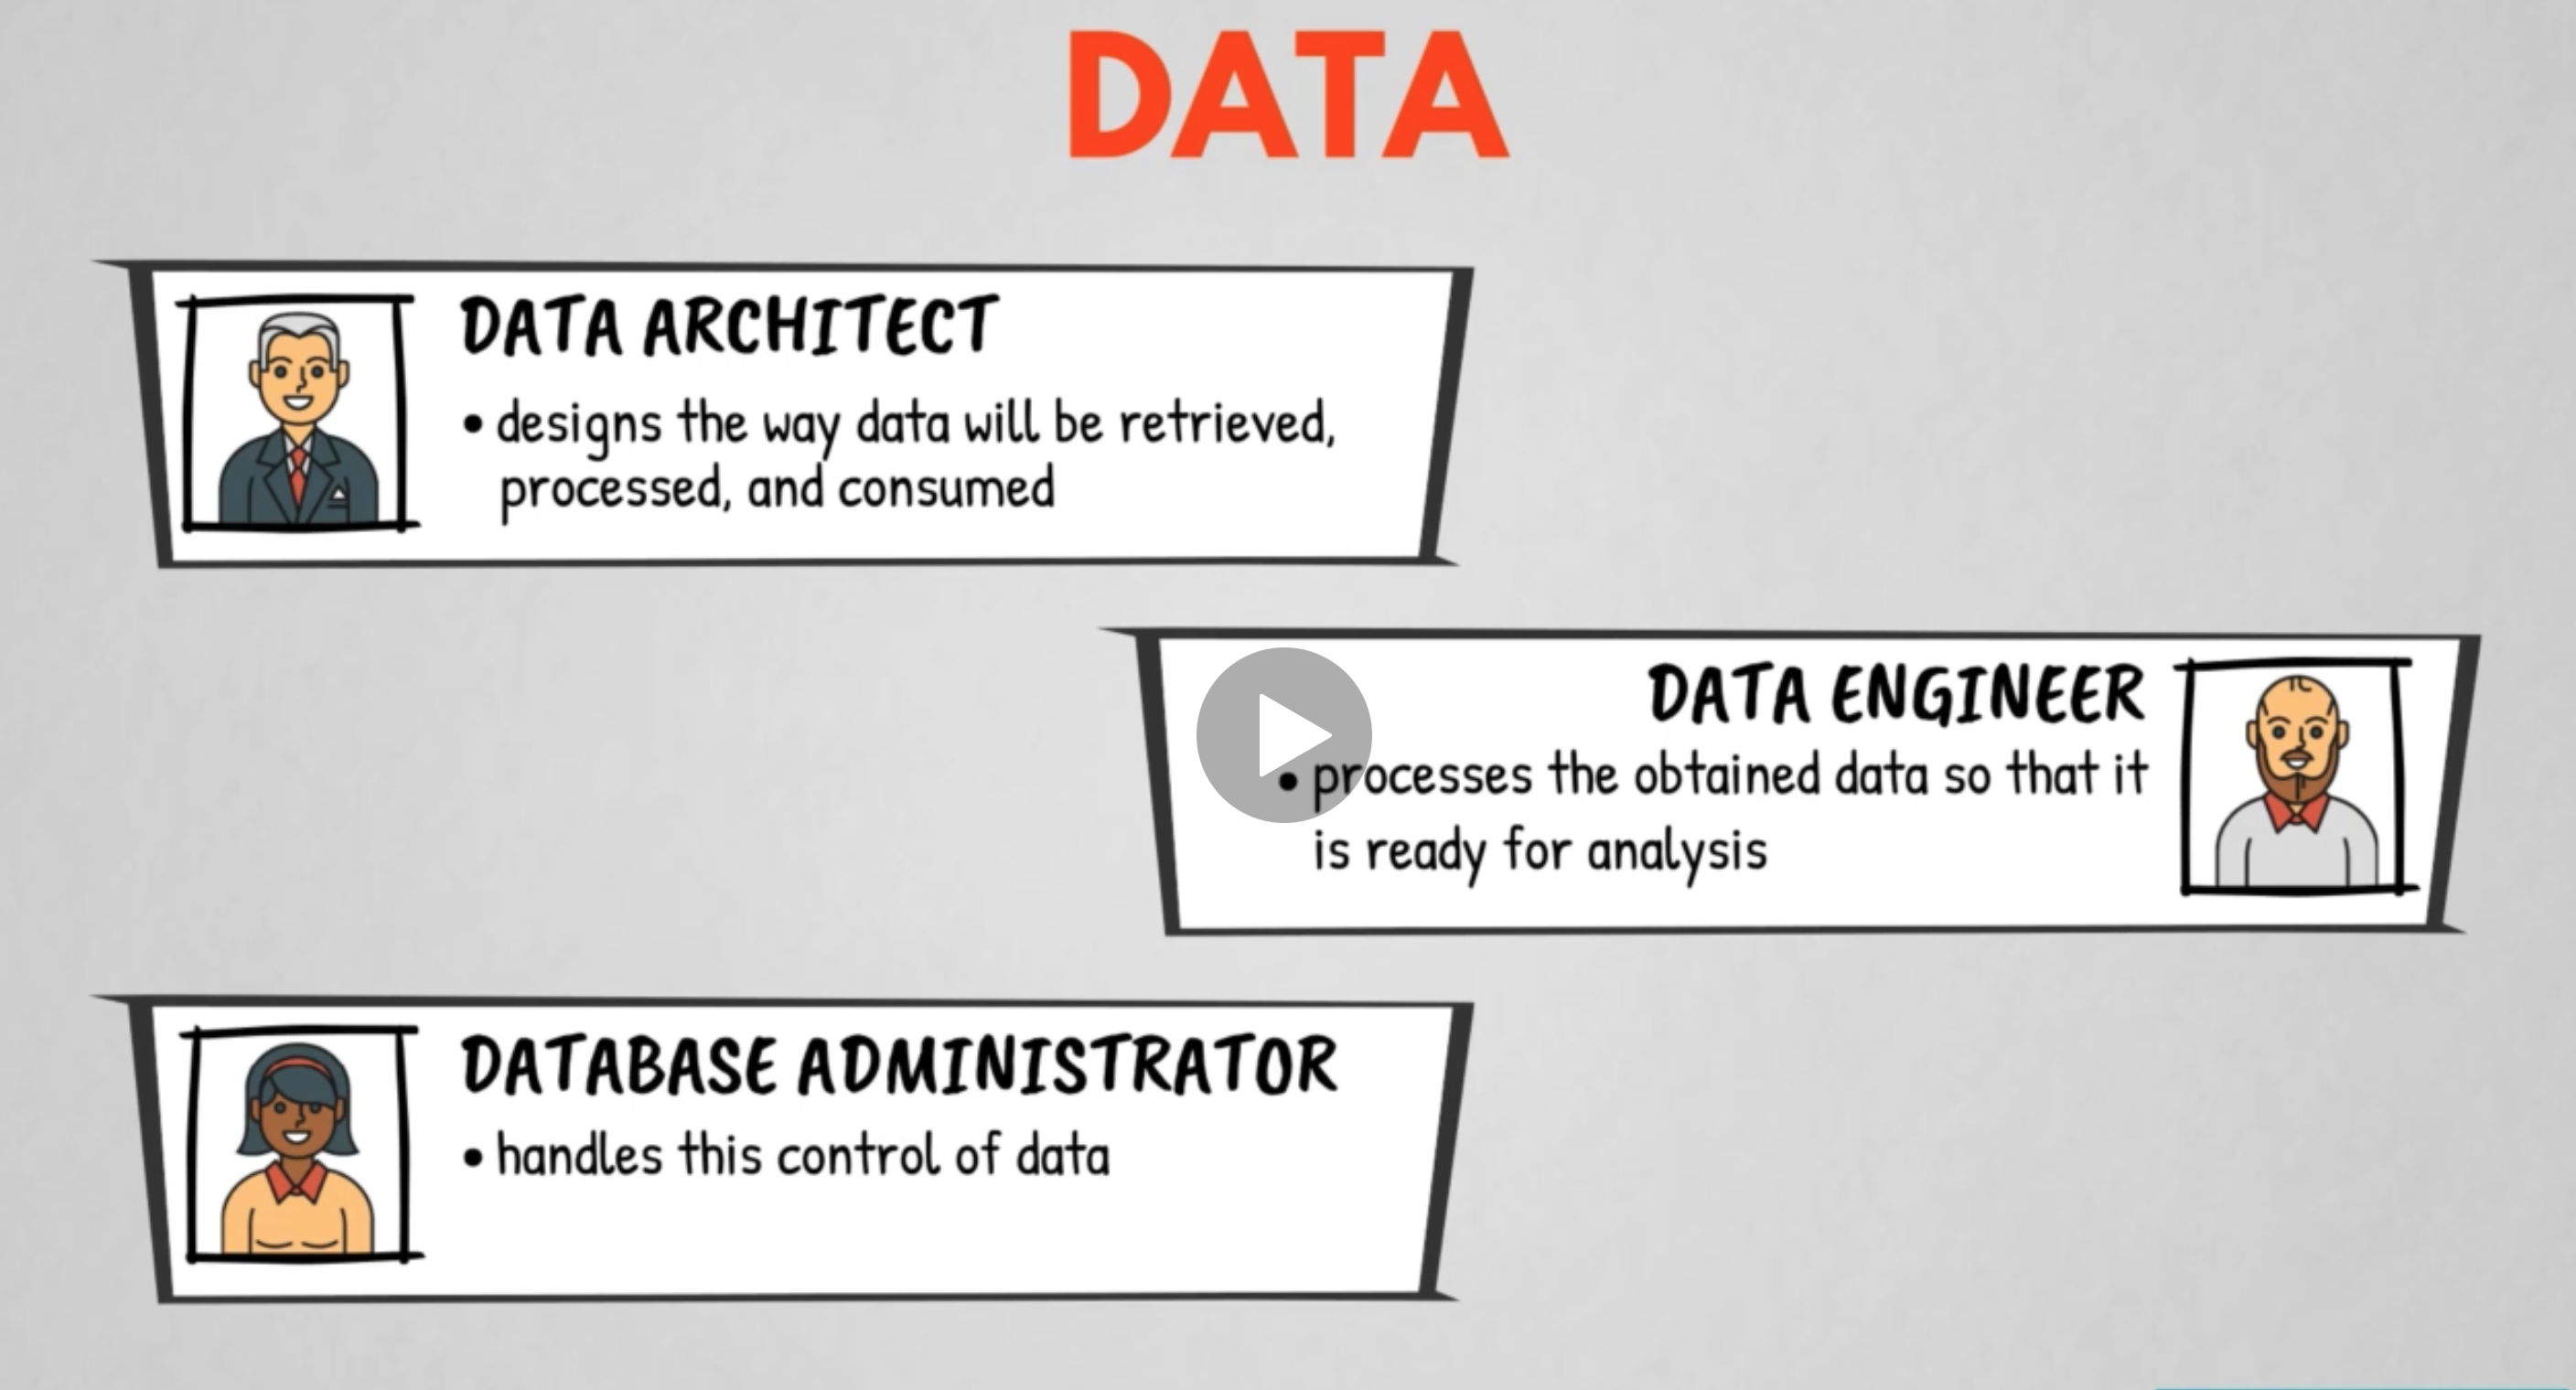 DATA
DATA ARCHITECT
• designs the way data will be retrieved,
processed, and consumed
DATA ENGINEER
• processes the obtained data so that it
is ready for analysis
DATABASE ADMINISTRATOR
• handles this control of data